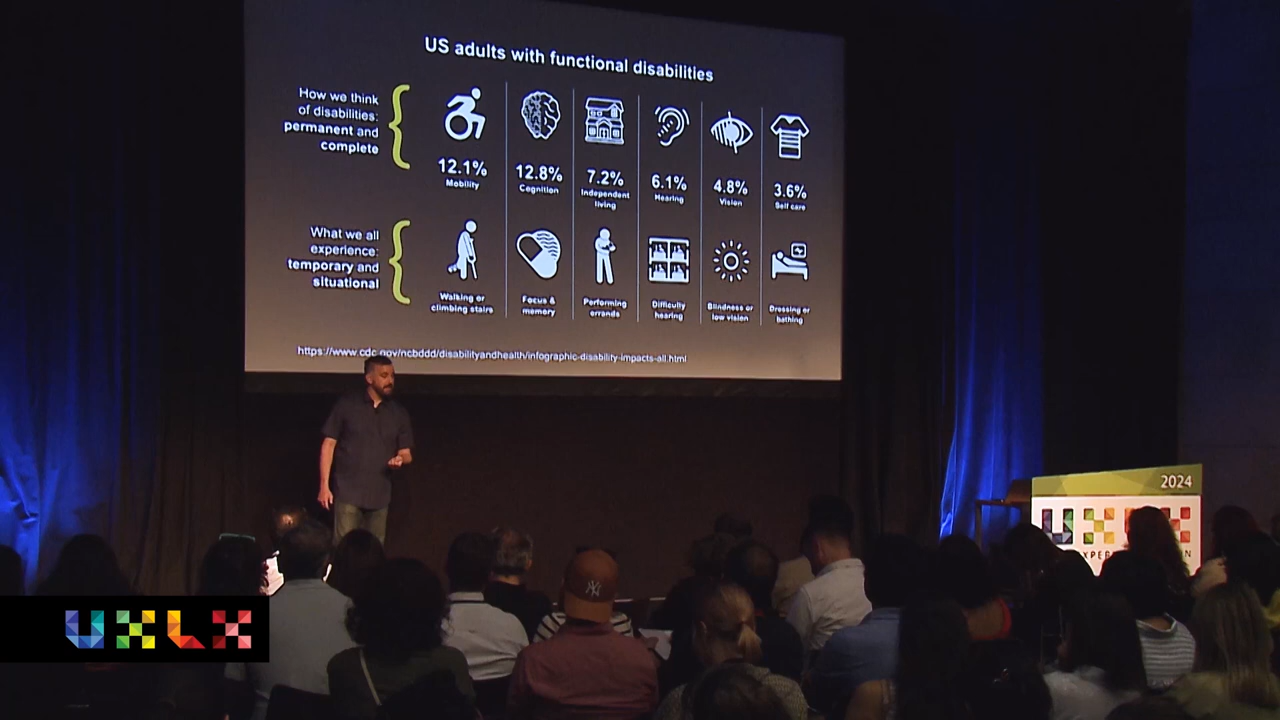 US adults with functional disabilities
How we think
of disabilities:
permanent and
complete
12.1%
Mobility
12.8%
Cognition
7.2%
Independent
living
6.1%
Hearing
4.8%
Vision
3.6%
Self care
What we all
experience:
temporary and
situational
Walking or
climbing stairs
Focus &
memory
Performing
errands
Difficulty
hearing
Blindness or
low vision
Dressing or
bathing
https://www.cdc.gov/ncbddd/disabilityandhealth/infographic-disability-impacts-all.html
2024
UXLX